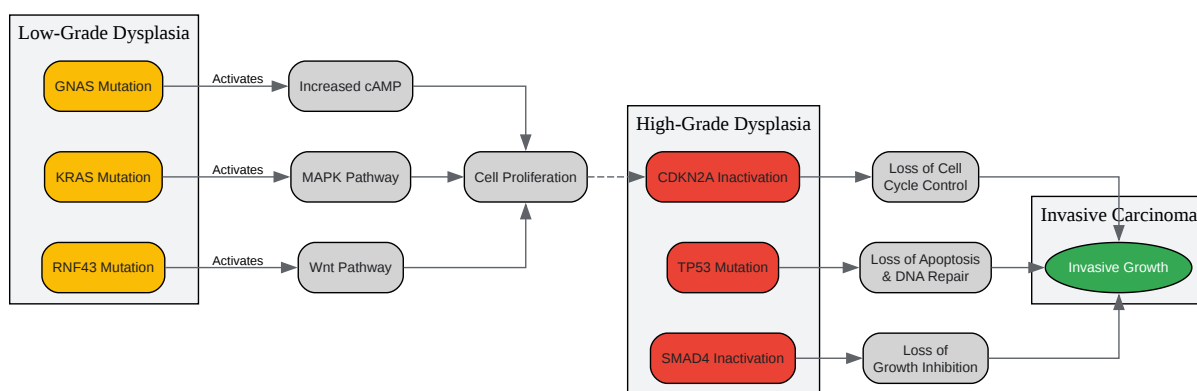 Low-Grade Dysplasia
GNAS Mutation
Activates
Increased cAMP
KRAS Mutation
Activates
MAPK Pathway
Cell Proliferation
RNF43 Mutation
Activates
Wnt Pathway
High-Grade Dysplasia
CDKN2A Inactivation
Loss of Cell
Cycle Control
TP53 Mutation
Loss of Apoptosis
& DNA Repair
SMAD4 Inactivation
Loss of
Growth Inhibition
Invasive Carcinoma
Invasive Growth